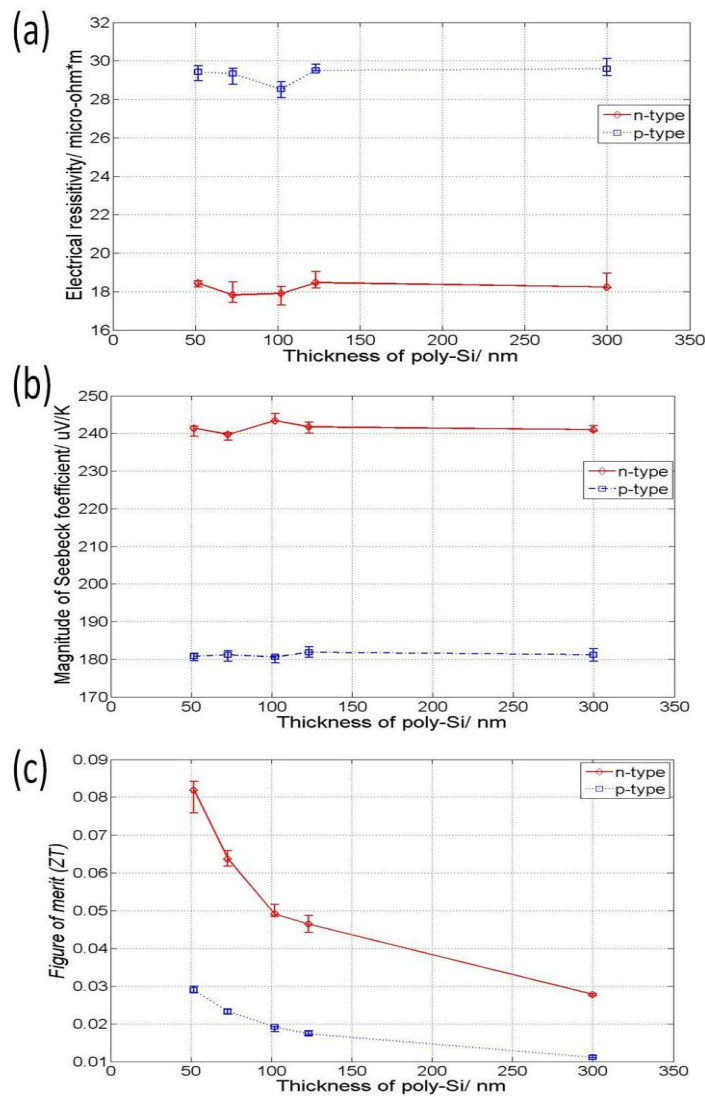 (a)
32
30
28
26
24
22
20
18
16
Electrical resisitivity/ micro-ohm*m
n-type
p-type
0 50 100 150 200 250 300 350
Thickness of poly-Si/ nm
(b)
250
240
230
220
210
200
190
180
170
Magnitude of Seebeck foefficient/ uV/K
n-type
p-type
0 50 100 150 200 250 300 350
Thickness of poly-Si/ nm
(c)
0.09
0.08
0.07
0.06
0.05
0.04
0.03
0.02
0.01
Figure of merit (ZT)
n-type
p-type
0 50 100 150 200 250 300 350
Thickness of poly-Si/ nm